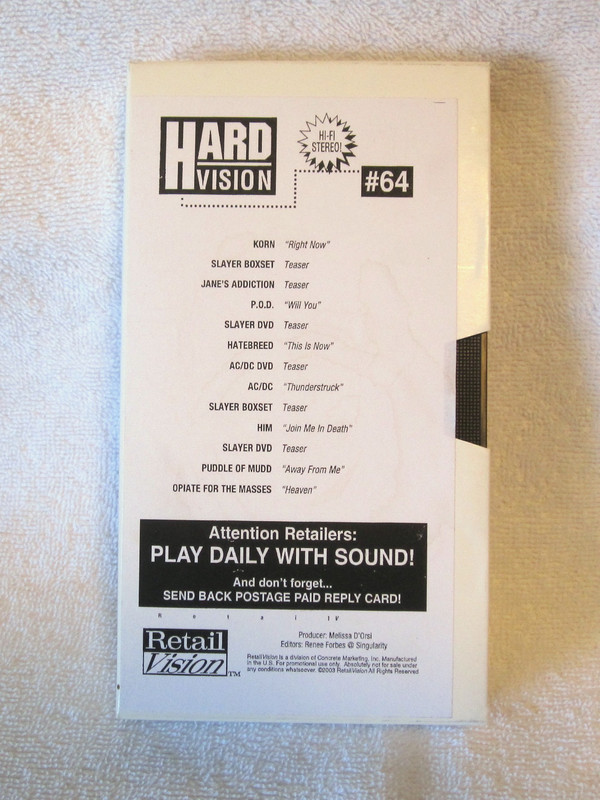 HARD VISION
HI-FI
STEREO!
#64
KORN "Right Now"
SLAYER BOXSET Teaser
JANE'S ADDICTION Teaser
P.O.D. "Will You"
SLAYER DVD Teaser
HATEBREED "This Is Now"
AC/DC DVD Teaser
AC/DC "Thunderstruck"
SLAYER BOXSET Teaser
HIM "Join Me In Death"
SLAYER DVD Teaser
PUDDLE OF MUDD "Away From Me"
OPIATE FOR THE MASSES "Heaven"
Attention Retailers:
PLAY DAILY WITH SOUND!
And don't forget...
SEND BACK POSTAGE PAID REPLY CARD!
Retail Vision TM
Producer: Melissa D'Orsi
Editors: Renee Forbes @ Singularity
RetailVision is a division of Concrete Marketing, Inc. Manufactured
in the U.S. For promotional use only. Absolutely not for sale under
any conditions whatsoever. ©2003 RetailVision All Rights Reserved.